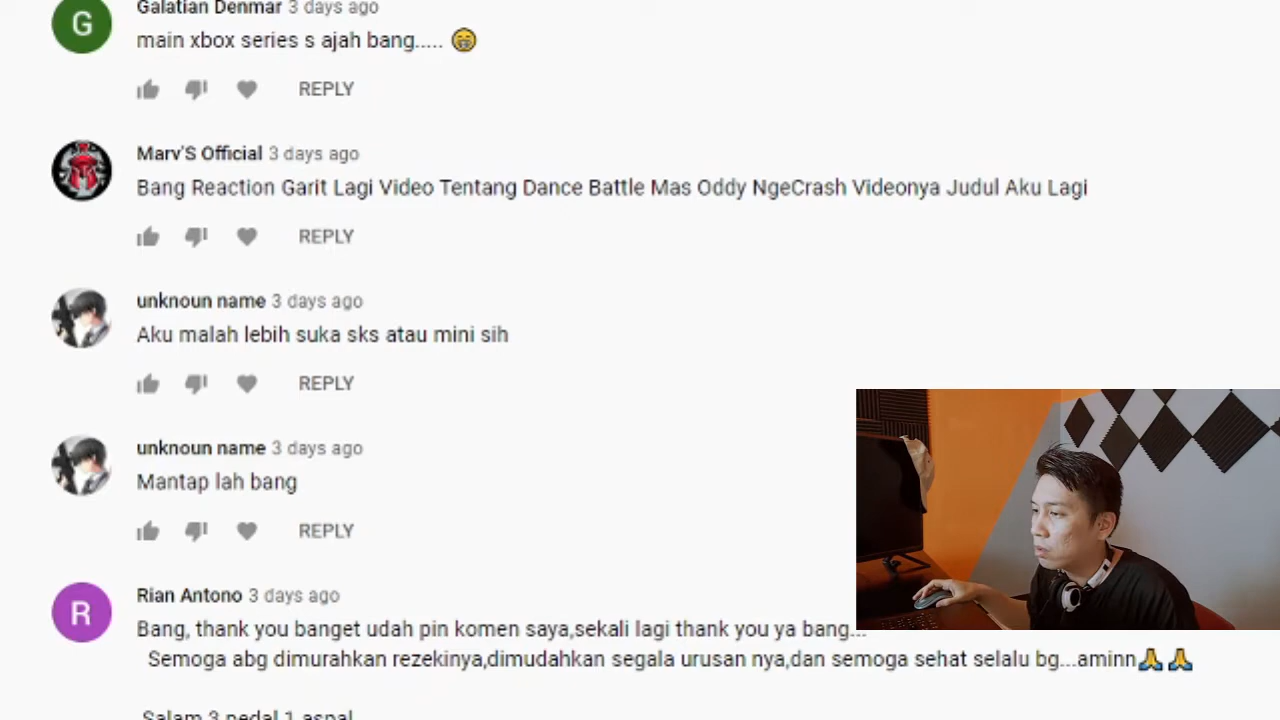 G
Galatian Denmar 3 days ago
main xbox series s ajah bang.....
REPLY
Marv'S Official 3 days ago
Bang Reaction Garit Lagi Video Tentang Dance Battle Mas Oddy NgeCrash Videonya Judul Aku Lagi
REPLY
unknoun name 3 days ago
Aku malah lebih suka sks atau mini sih
REPLY
unknoun name 3 days ago
Mantap lah bang
REPLY
R
Rian Antono 3 days ago
Bang, thank you banget udah pin komen saya,sekali lagi thank you ya bang...
Semoga abg dimurahkan rezekinya,dimudahkan segala urusan nya,dan semoga sehat selalu bg...aminn🙏🙏
Salam 3 pedal 1 aspal